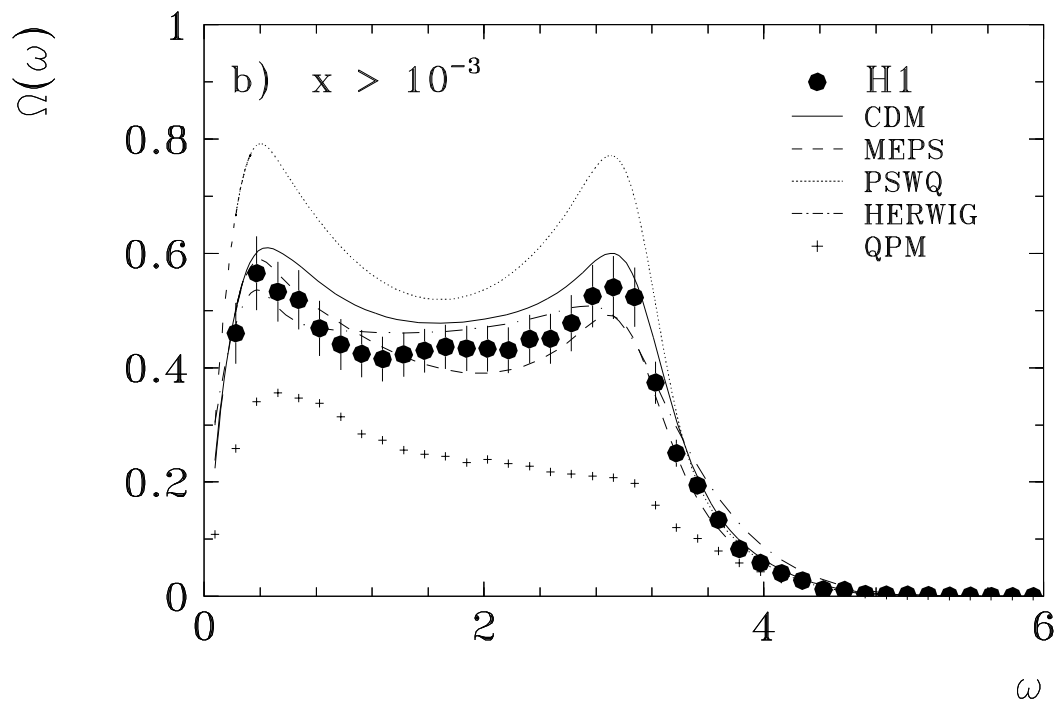 Ω(ω)
1
0.8
0.6
0.4
0.2
0
b) x > 10⁻³
H1
CDM
MEPS
PSWQ
HERWIG
QPM
0 2 4 6
ω